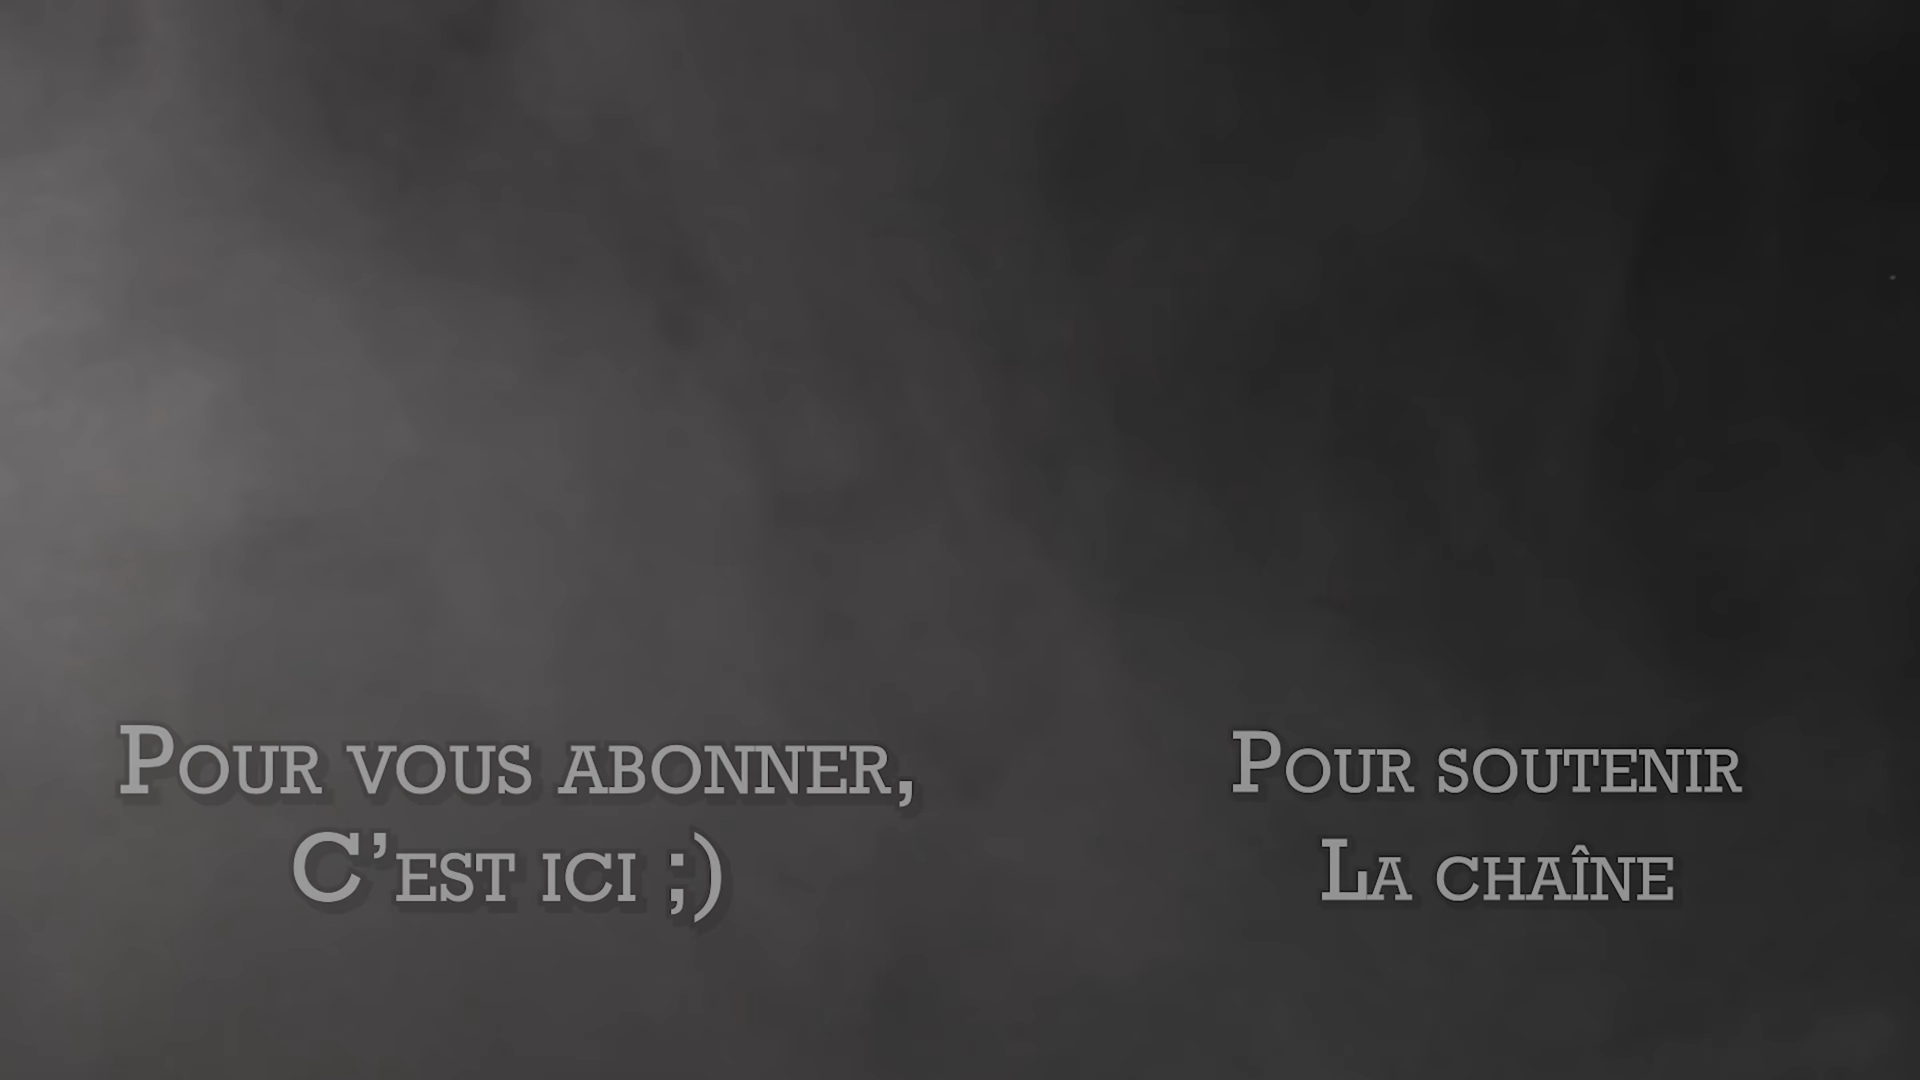 Pour vous abonner,
C'est ici ;)
Pour soutenir
La chaîne